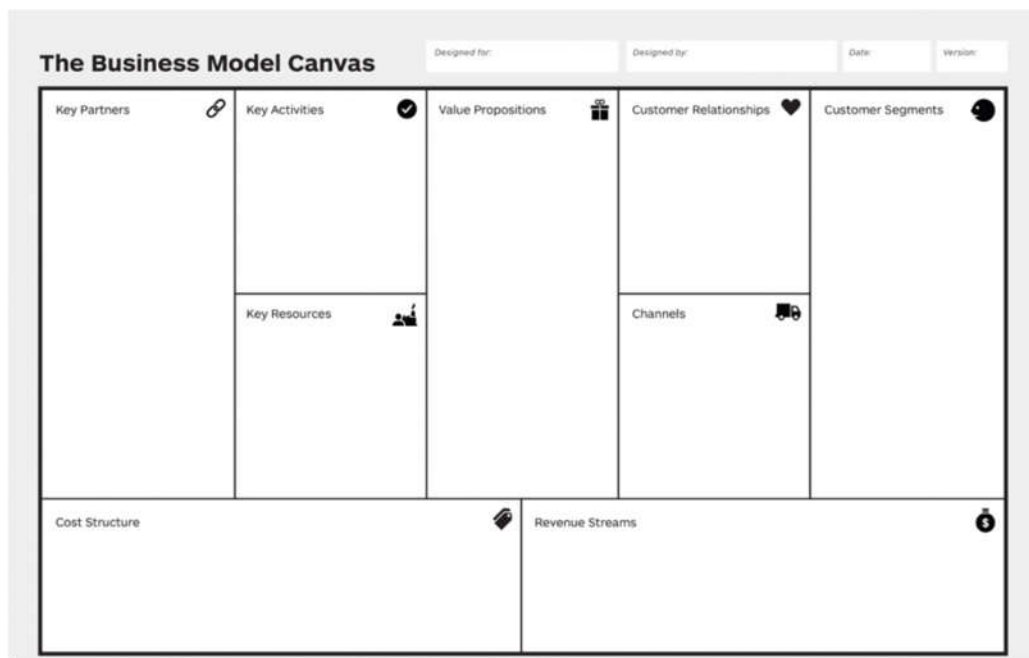 The Business Model Canvas
Designed for:
Designed by:
Date:
Version:
Key Partners
Key Activities
Value Propositions
Customer Relationships
Customer Segments
Key Resources
Channels
Cost Structure
Revenue Streams
$